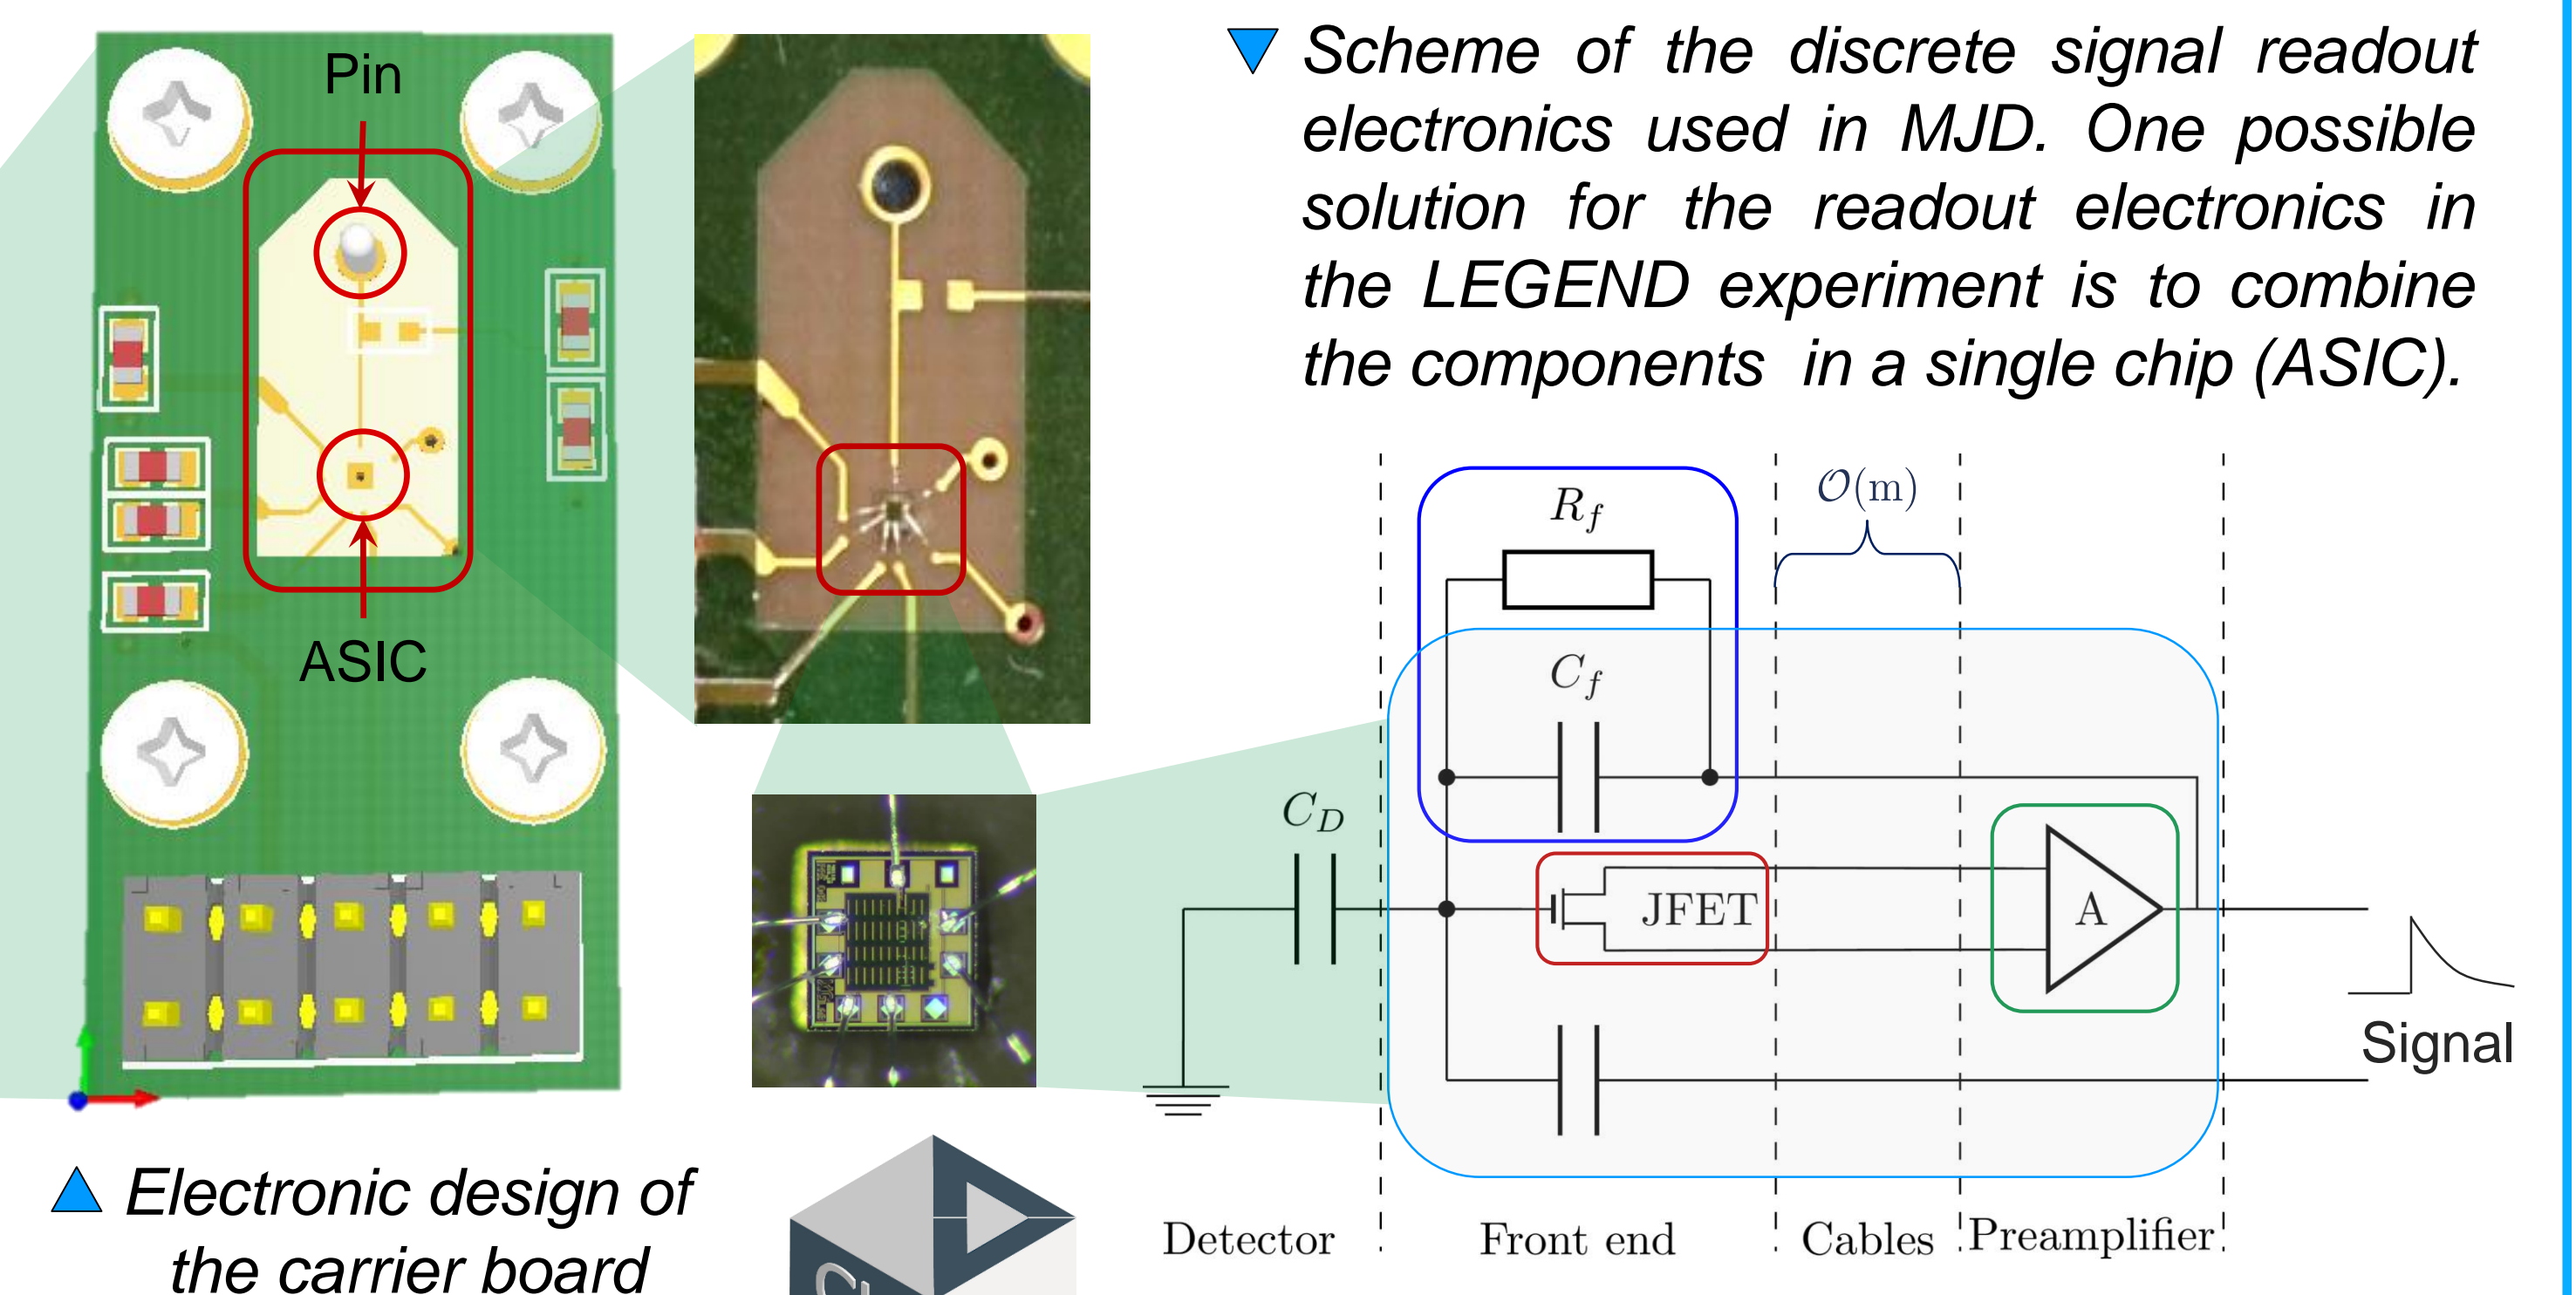 Pin
ASIC
Electronic design of
the carrier board
Scheme of the discrete signal readout
electronics used in MJD. One possible
solution for the readout electronics in
the LEGEND experiment is to combine
the components in a single chip (ASIC).
O(m)
R_f
C_f
C_D
JFET
A
Signal
Detector
Front end
Cables
Preamplifier